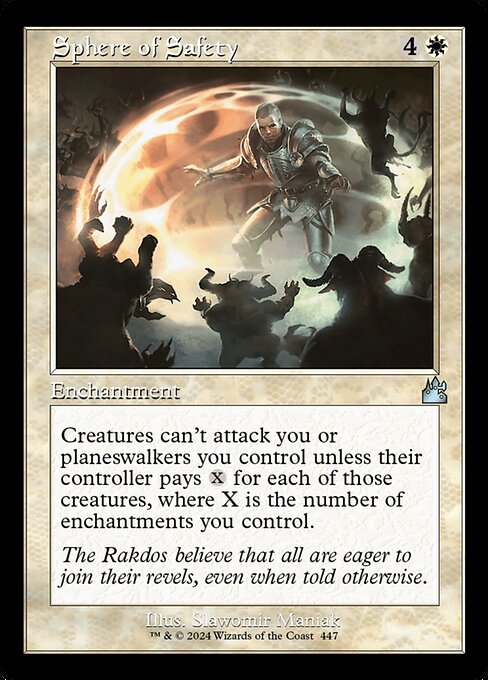 Sphere of Safety 4
Enchantment
Creatures can't attack you or
planeswalkers you control unless their
controller pays X for each of those
creatures, where X is the number of
enchantments you control.
The Rakdos believe that all are eager to
join their revels, even when told otherwise.
Illus. Slawomir Maniak
™ & © 2024 Wizards of the Coast 447